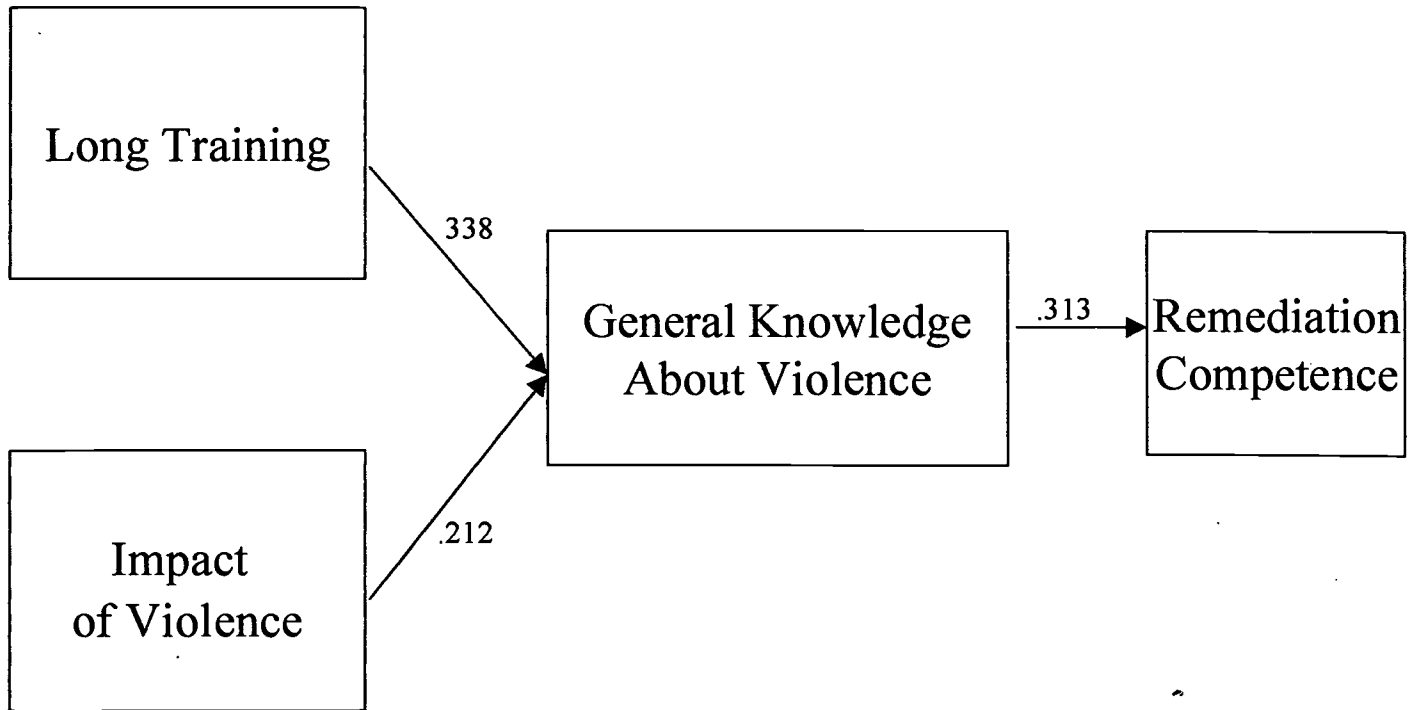 Long Training
338
General Knowledge
About Violence
.313
Remediation
Competence
.212
Impact
of Violence